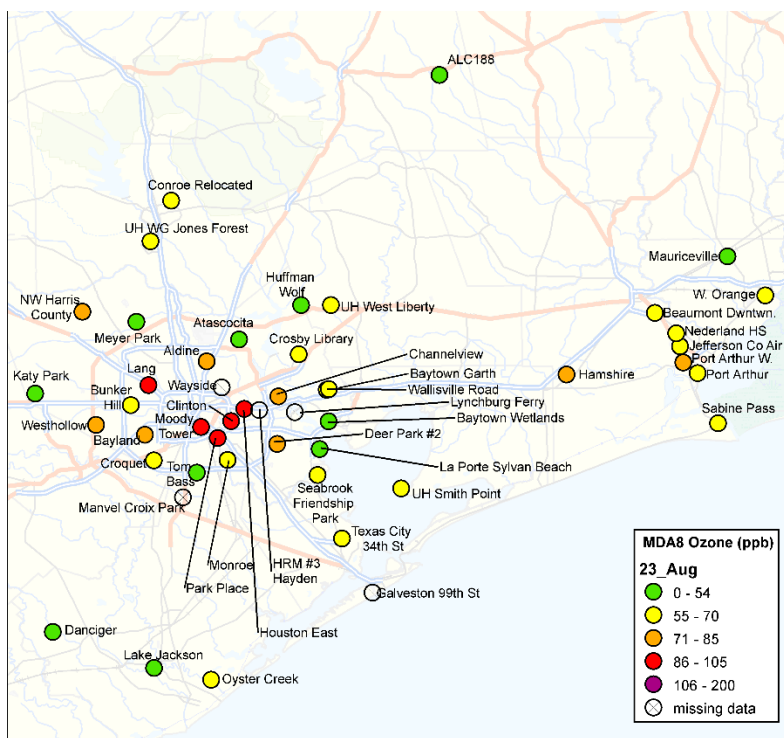 ALC188
Conroe Relocated
UH WG Jones Forest
Mauriceville
NW Harris
County
Huffman
Wolf
W. Orange
UH West Liberty
Beaumont Dwntwn.
Meyer Park
Atascocita
Nederland HS
Crosby Library
Jefferson Co Air
Aldine
Channelview
Port Arthur W.
Lang
Baytown Garth
Hamshire
Port Arthur
Katy Park
Wayside
Wallisville Road
Bunker
Hill
Clinton
Lynchburg Ferry
Moody
Tower
Baytown Wetlands
Sabine Pass
Westhollow
Bayland
Deer Park #2
Croquet
Tom
Bass
La Porte Sylvan Beach
Manvel Croix Park
Seabrook
Friendship
Park
UH Smith Point
Texas City
34th St
Monroe
HRM #3
Hayden
Park Place
Galveston 99th St
Houston East
Danciger
Lake Jackson
Oyster Creek
MDA8 Ozone (ppb)
23_Aug
0 - 54
55 - 70
71 - 85
86 - 105
106 - 200
missing data